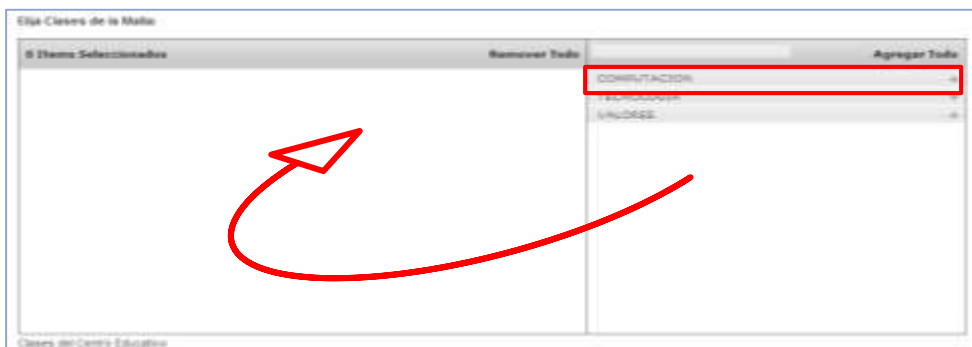 Elija Clases de la Malla:
0 Items Seleccionados Remover Todo Agregar Todo
COMPUTACION +
TECNOLOGIA +
VALORES +
Clases del Centro Educativo